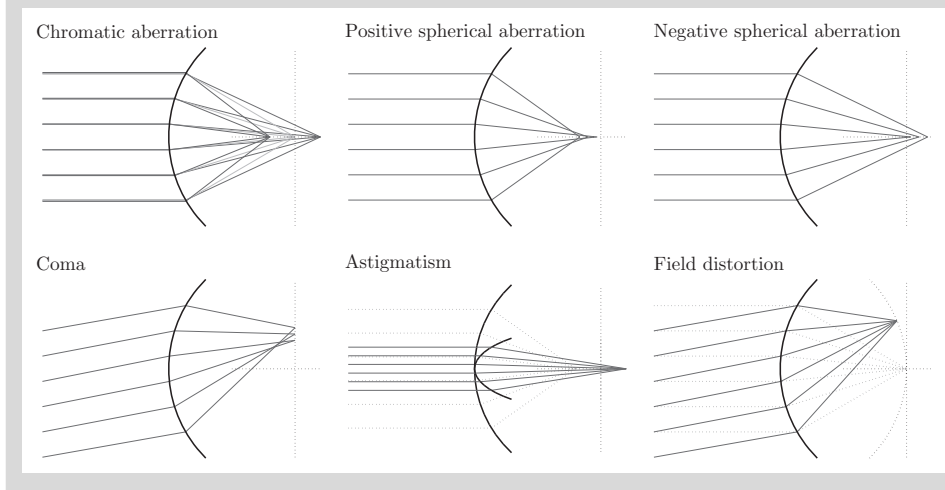 Chromatic aberration
Positive spherical aberration
Negative spherical aberration
Coma
Astigmatism
Field distortion